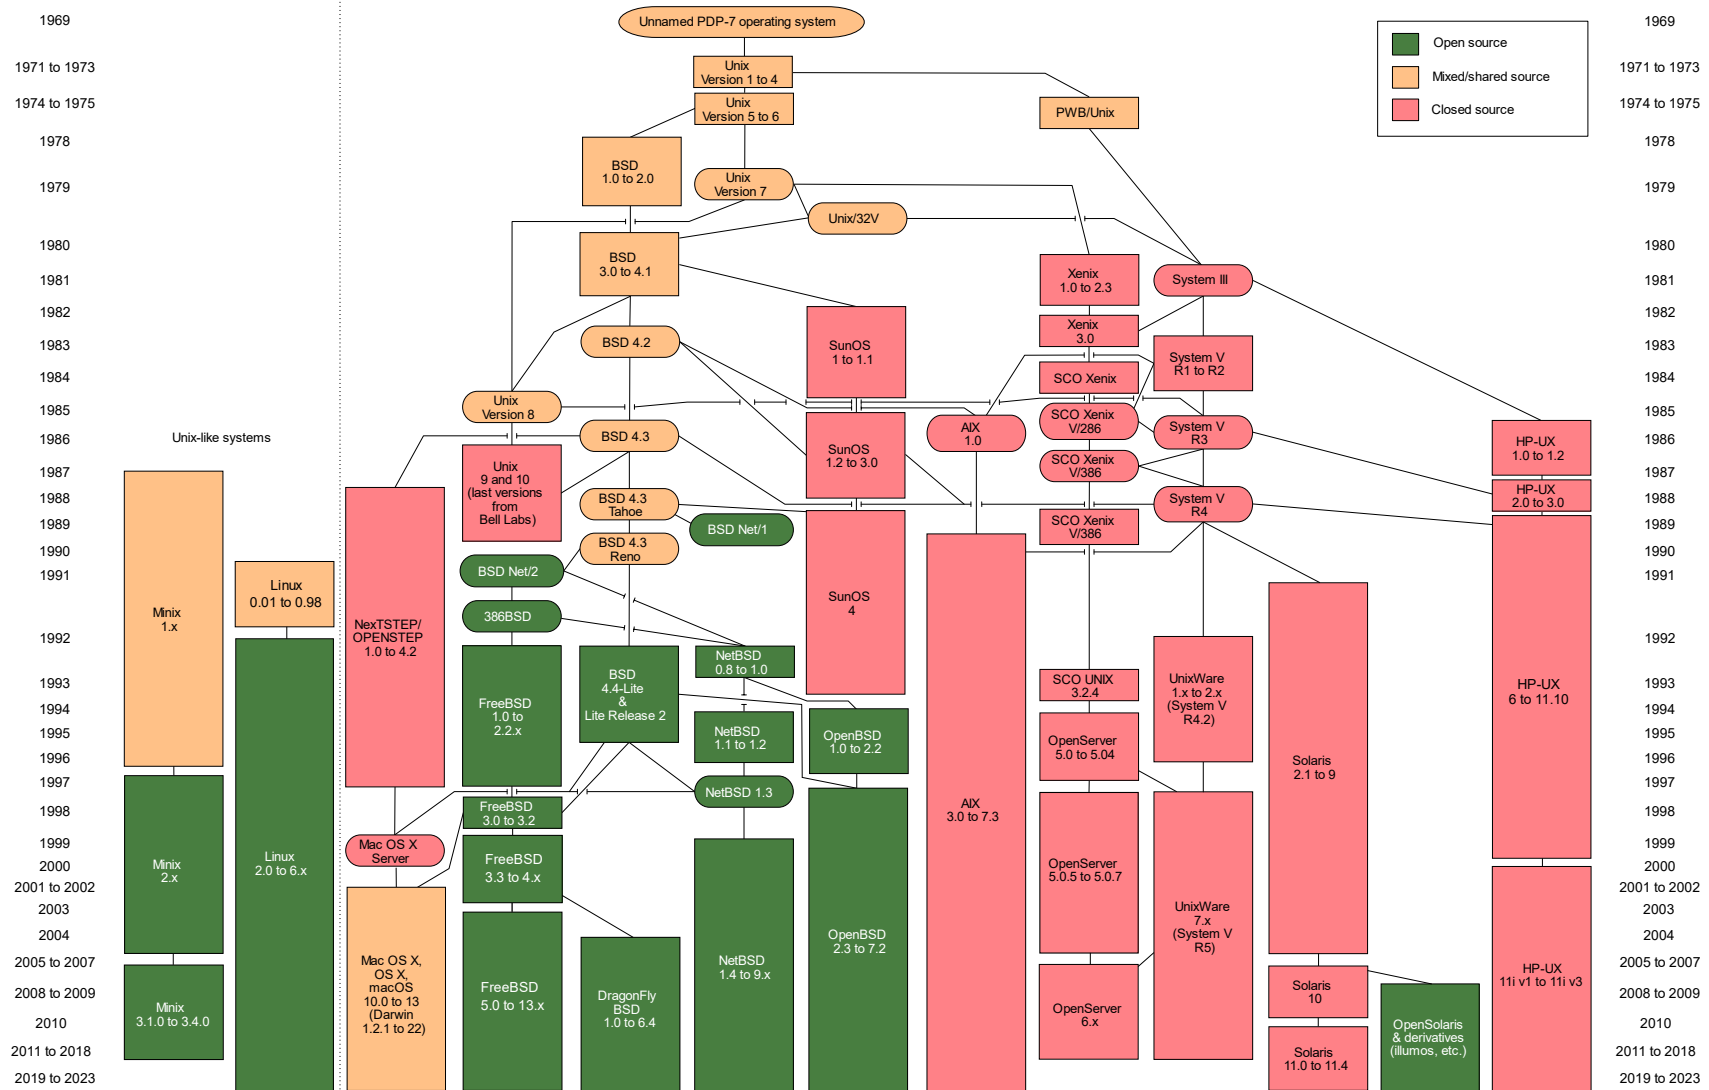 1969
Unnamed PDP-7 operating system
1969
Open source
Mixed/shared source
Closed source
1971 to 1973
Unix
Version 1 to 4
1971 to 1973
1974 to 1975
Unix
Version 5 to 6
PWB/Unix
1974 to 1975
1978
BSD
1.0 to 2.0
1978
1979
Unix
Version 7
1979
Unix/32V
1980
BSD
3.0 to 4.1
1980
1981
Xenix
1.0 to 2.3
System III
1981
1982
1982
Xenix
3.0
1983
BSD 4.2
SunOS
1 to 1.1
System V
R1 to R2
1983
1984
SCO Xenix
1984
1985
Unix
Version 8
SCO Xenix
V/286
1985
1986
Unix-like systems
BSD 4.3
SunOS
1.2 to 3.0
AIX
1.0
System V
R3
HP-UX
1.0 to 1.2
1986
1987
Unix
9 and 10
(last versions
from
Bell Labs)
SCO Xenix
V/386
1987
1988
BSD 4.3
Tahoe
System V
R4
HP-UX
2.0 to 3.0
1988
1989
BSD Net/1
SCO Xenix
V/386
1989
1990
BSD 4.3
Reno
1990
1991
BSD Net/2
1991
Minix
1.x
Linux
0.01 to 0.98
386BSD
SunOS
4
1992
NexTSTEP/
OPENSTEP
1.0 to 4.2
1992
1993
FreeBSD
1.0 to
2.2.x
BSD
4.4-Lite
&
Lite Release 2
NetBSD
0.8 to 1.0
SCO UNIX
3.2.4
UnixWare
1.x to 2.x
(System V
R4.2)
HP-UX
6 to 11.10
1993
1994
1994
1995
NetBSD
1.1 to 1.2
OpenBSD
1.0 to 2.2
OpenServer
5.0 to 5.04
1995
1996
Solaris
2.1 to 9
1996
1997
NetBSD 1.3
1997
1998
FreeBSD
3.0 to 3.2
AIX
3.0 to 7.3
1998
1999
Mac OS X
Server
1999
2000
Minix
2.x
Linux
2.0 to 6.x
FreeBSD
3.3 to 4.x
OpenServer
5.0.5 to 5.0.7
2000
2001 to 2002
2001 to 2002
2003
UnixWare
7.x
(System V
R5)
2003
2004
OpenBSD
2.3 to 7.2
2004
2005 to 2007
Mac OS X,
OS X,
macOS
10.0 to 13
(Darwin
1.2.1 to 22)
NetBSD
1.4 to 9.x
HP-UX
11i v1 to 11i v3
2005 to 2007
2008 to 2009
FreeBSD
5.0 to 13.x
DragonFly
BSD
1.0 to 6.4
Solaris
10
2008 to 2009
2010
Minix
3.1.0 to 3.4.0
OpenServer
6.x
OpenSolaris
& derivatives
(illumos, etc.)
2010
2011 to 2018
Solaris
11.0 to 11.4
2011 to 2018
2019 to 2023
2019 to 2023